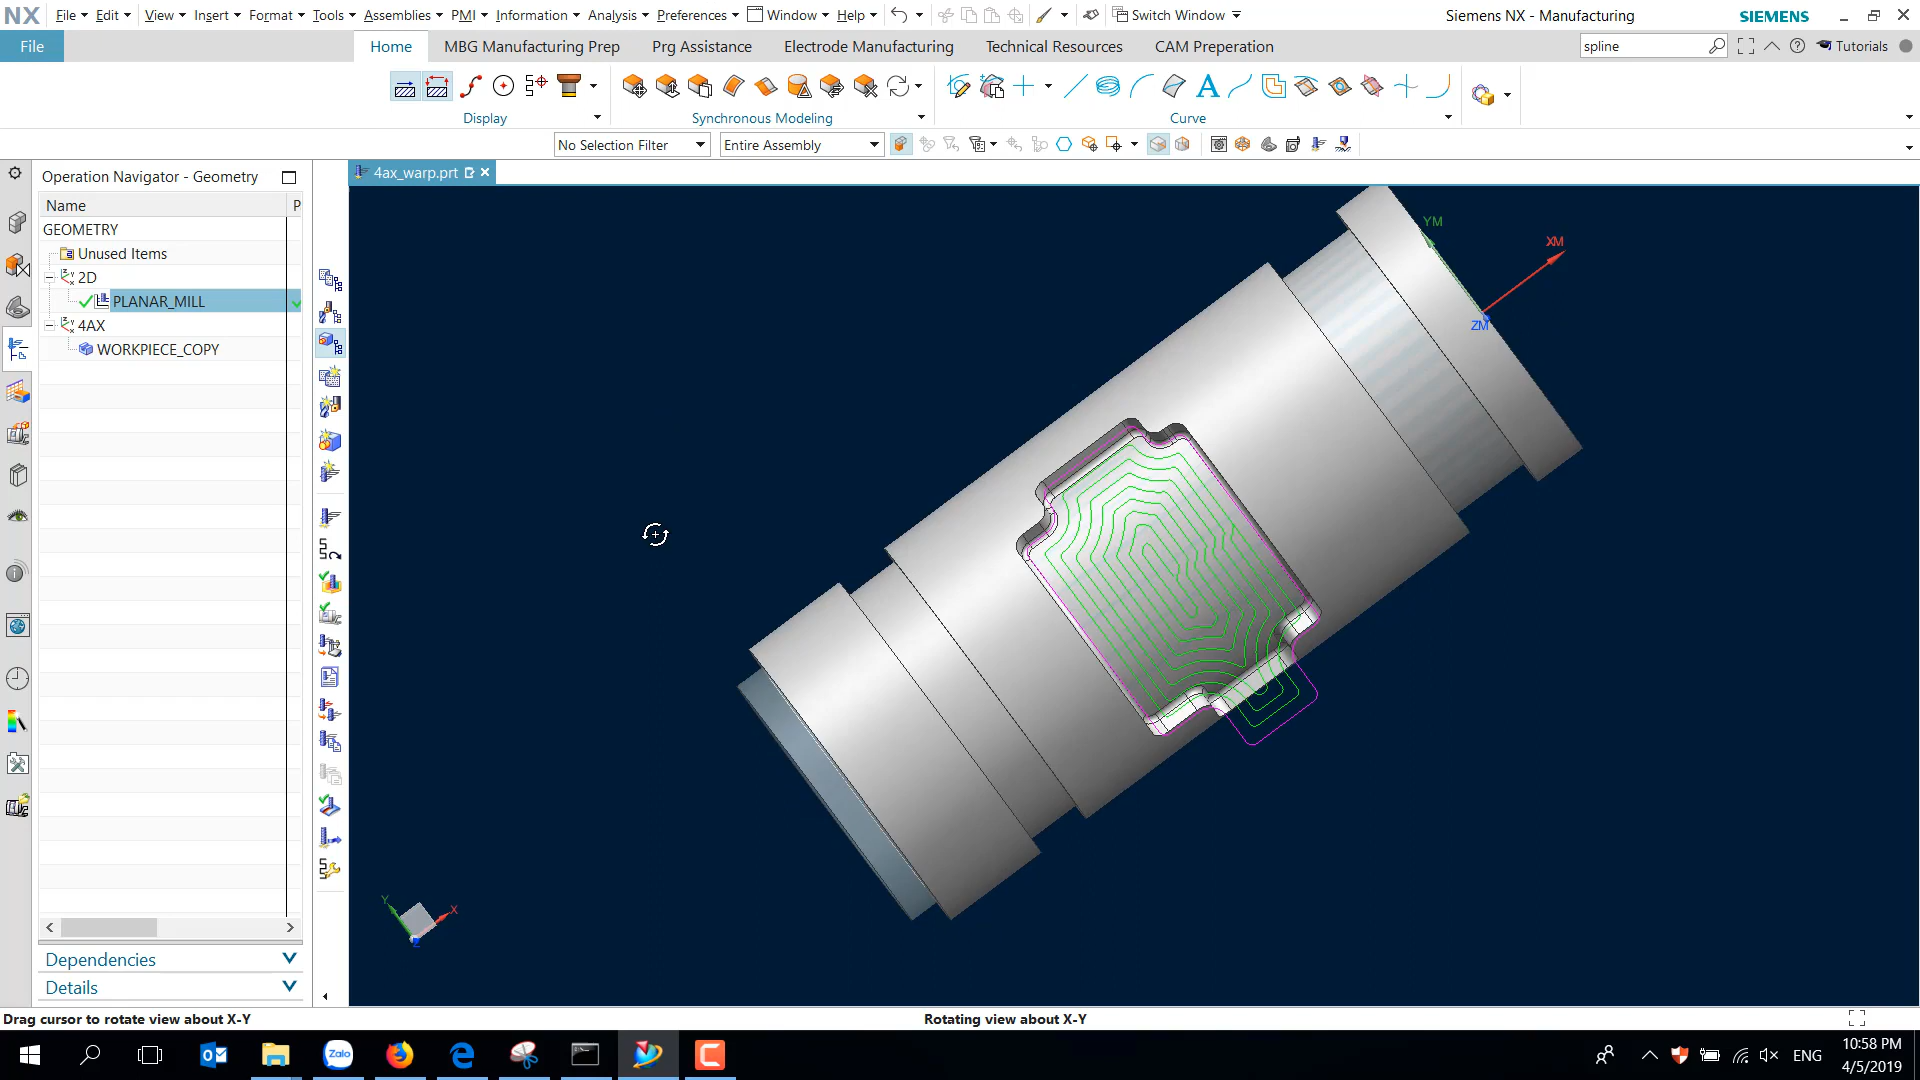 NX File Edit View Insert Format Tools Assemblies PMI Information Analysis Preferences Window Help Switch Window Siemens NX - Manufacturing SIEMENS
File Home MBG Manufacturing Prep Prg Assistance Electrode Manufacturing Technical Resources CAM Preperation spline Tutorials
Display Synchronous Modeling Curve
No Selection Filter Entire Assembly
Operation Navigator - Geometry 4ax_warp.prt
Name P
GEOMETRY
Unused Items
2D
PLANAR_MILL
4AX
WORKPIECE_COPY
YM
XM
ZM
Y
X
Z
Dependencies
Details
Drag cursor to rotate view about X-Y Rotating view about X-Y
Zalo ENG 10:58 PM
4/5/2019